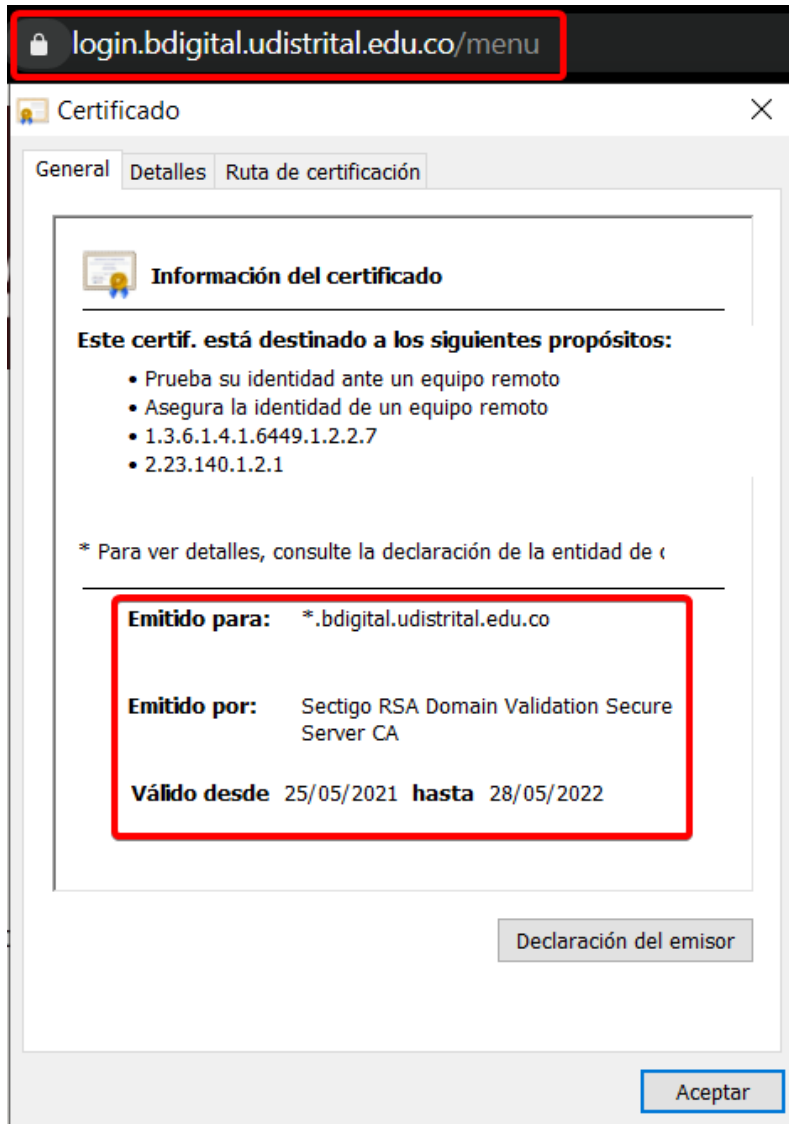 login.bdigital.udistrital.edu.co/menu
Certificado
General Detalles Ruta de certificación
Información del certificado
Este certif. está destinado a los siguientes propósitos:
• Prueba su identidad ante un equipo remoto
• Asegura la identidad de un equipo remoto
• 1.3.6.1.4.1.6449.1.2.2.7
• 2.23.140.1.2.1
* Para ver detalles, consulte la declaración de la entidad de
Emitido para: *.bdigital.udistrital.edu.co
Emitido por: Sectigo RSA Domain Validation Secure
Server CA
Válido desde 25/05/2021 hasta 28/05/2022
Declaración del emisor
Aceptar